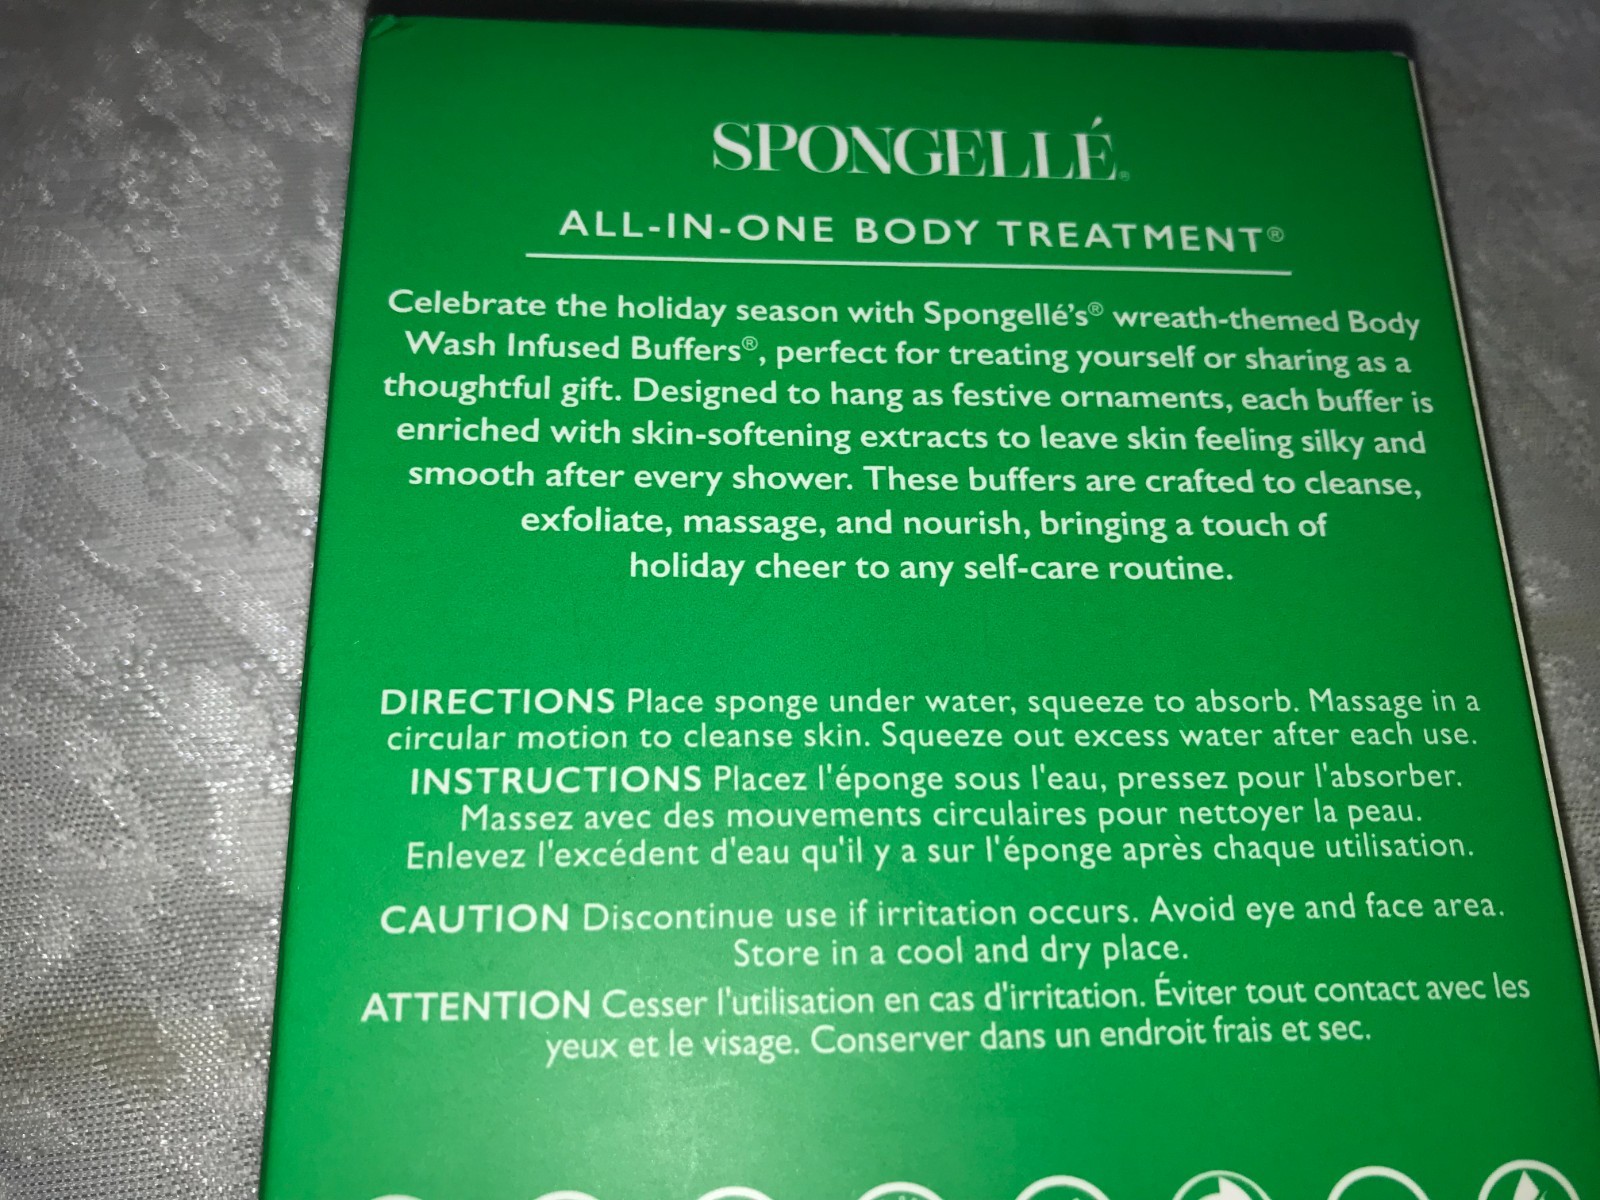 SPONGELLÉ®
ALL-IN-ONE BODY TREATMENT®
Celebrate the holiday season with Spongellé's® wreath-themed Body
Wash Infused Buffers®, perfect for treating yourself or sharing as a
thoughtful gift. Designed to hang as festive ornaments, each buffer is
enriched with skin-softening extracts to leave skin feeling silky and
smooth after every shower. These buffers are crafted to cleanse,
exfoliate, massage, and nourish, bringing a touch of
holiday cheer to any self-care routine.
DIRECTIONS Place sponge under water, squeeze to absorb. Massage in a
circular motion to cleanse skin. Squeeze out excess water after each use.
INSTRUCTIONS Placez l'éponge sous l'eau, pressez pour l'absorber.
Massez avec des mouvements circulaires pour nettoyer la peau.
Enlevez l'excédent d'eau qu'il y a sur l'éponge après chaque utilisation.
CAUTION Discontinue use if irritation occurs. Avoid eye and face area.
Store in a cool and dry place.
ATTENTION Cesser l'utilisation en cas d'irritation. Éviter tout contact avec les
yeux et le visage. Conserver dans un endroit frais et sec.